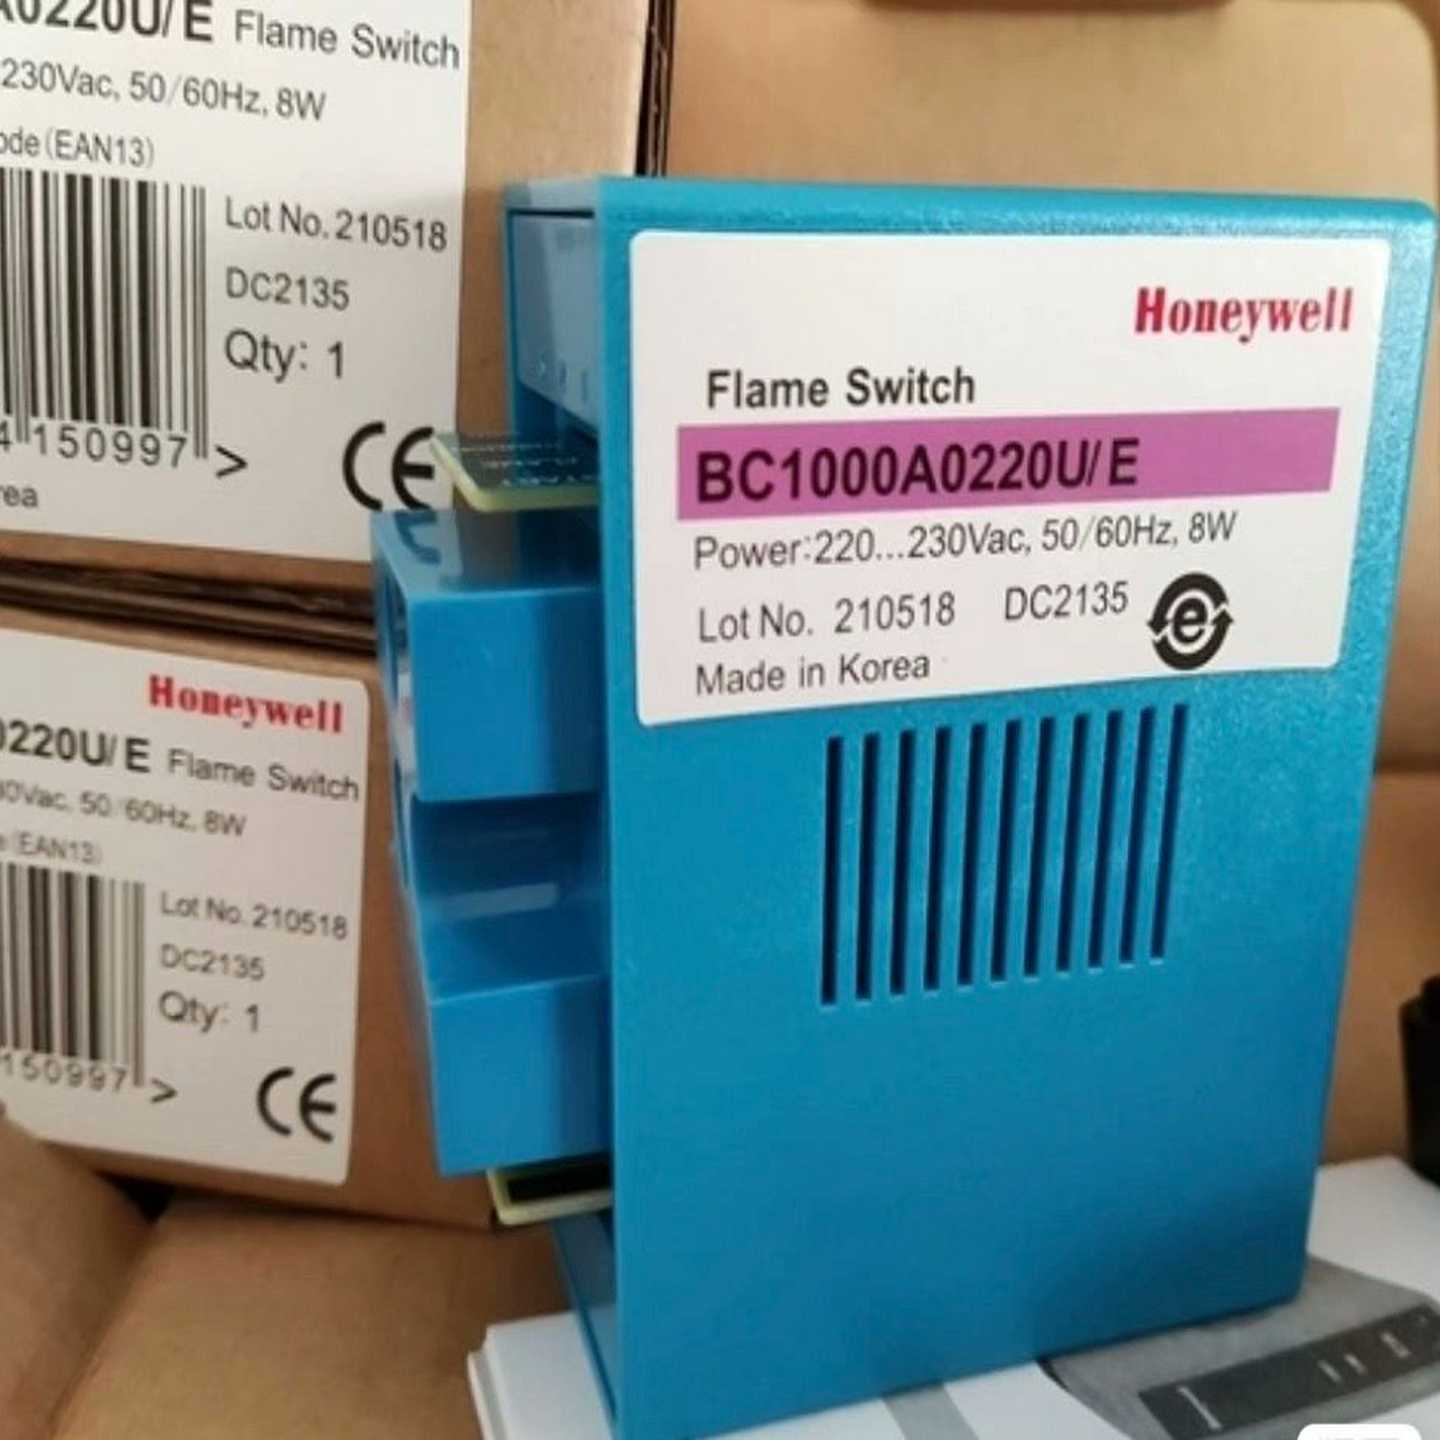 A0220U/E Flame Switch
230Vac, 50/60Hz, 8W
ode (EAN13)
Lot No. 210518
DC2135
Qty: 1
4 150997 >
CE
rea
Honeywell
0220U/E Flame Switch
30Vac, 50/60Hz, 8W
e (EAN13)
Lot No. 210518
DC2135
Qty: 1
150997 >
CE
Honeywell
Flame Switch
BC1000A0220U/E
Power:220...230Vac, 50/60Hz, 8W
Lot No. 210518 DC2135
e
Made in Korea